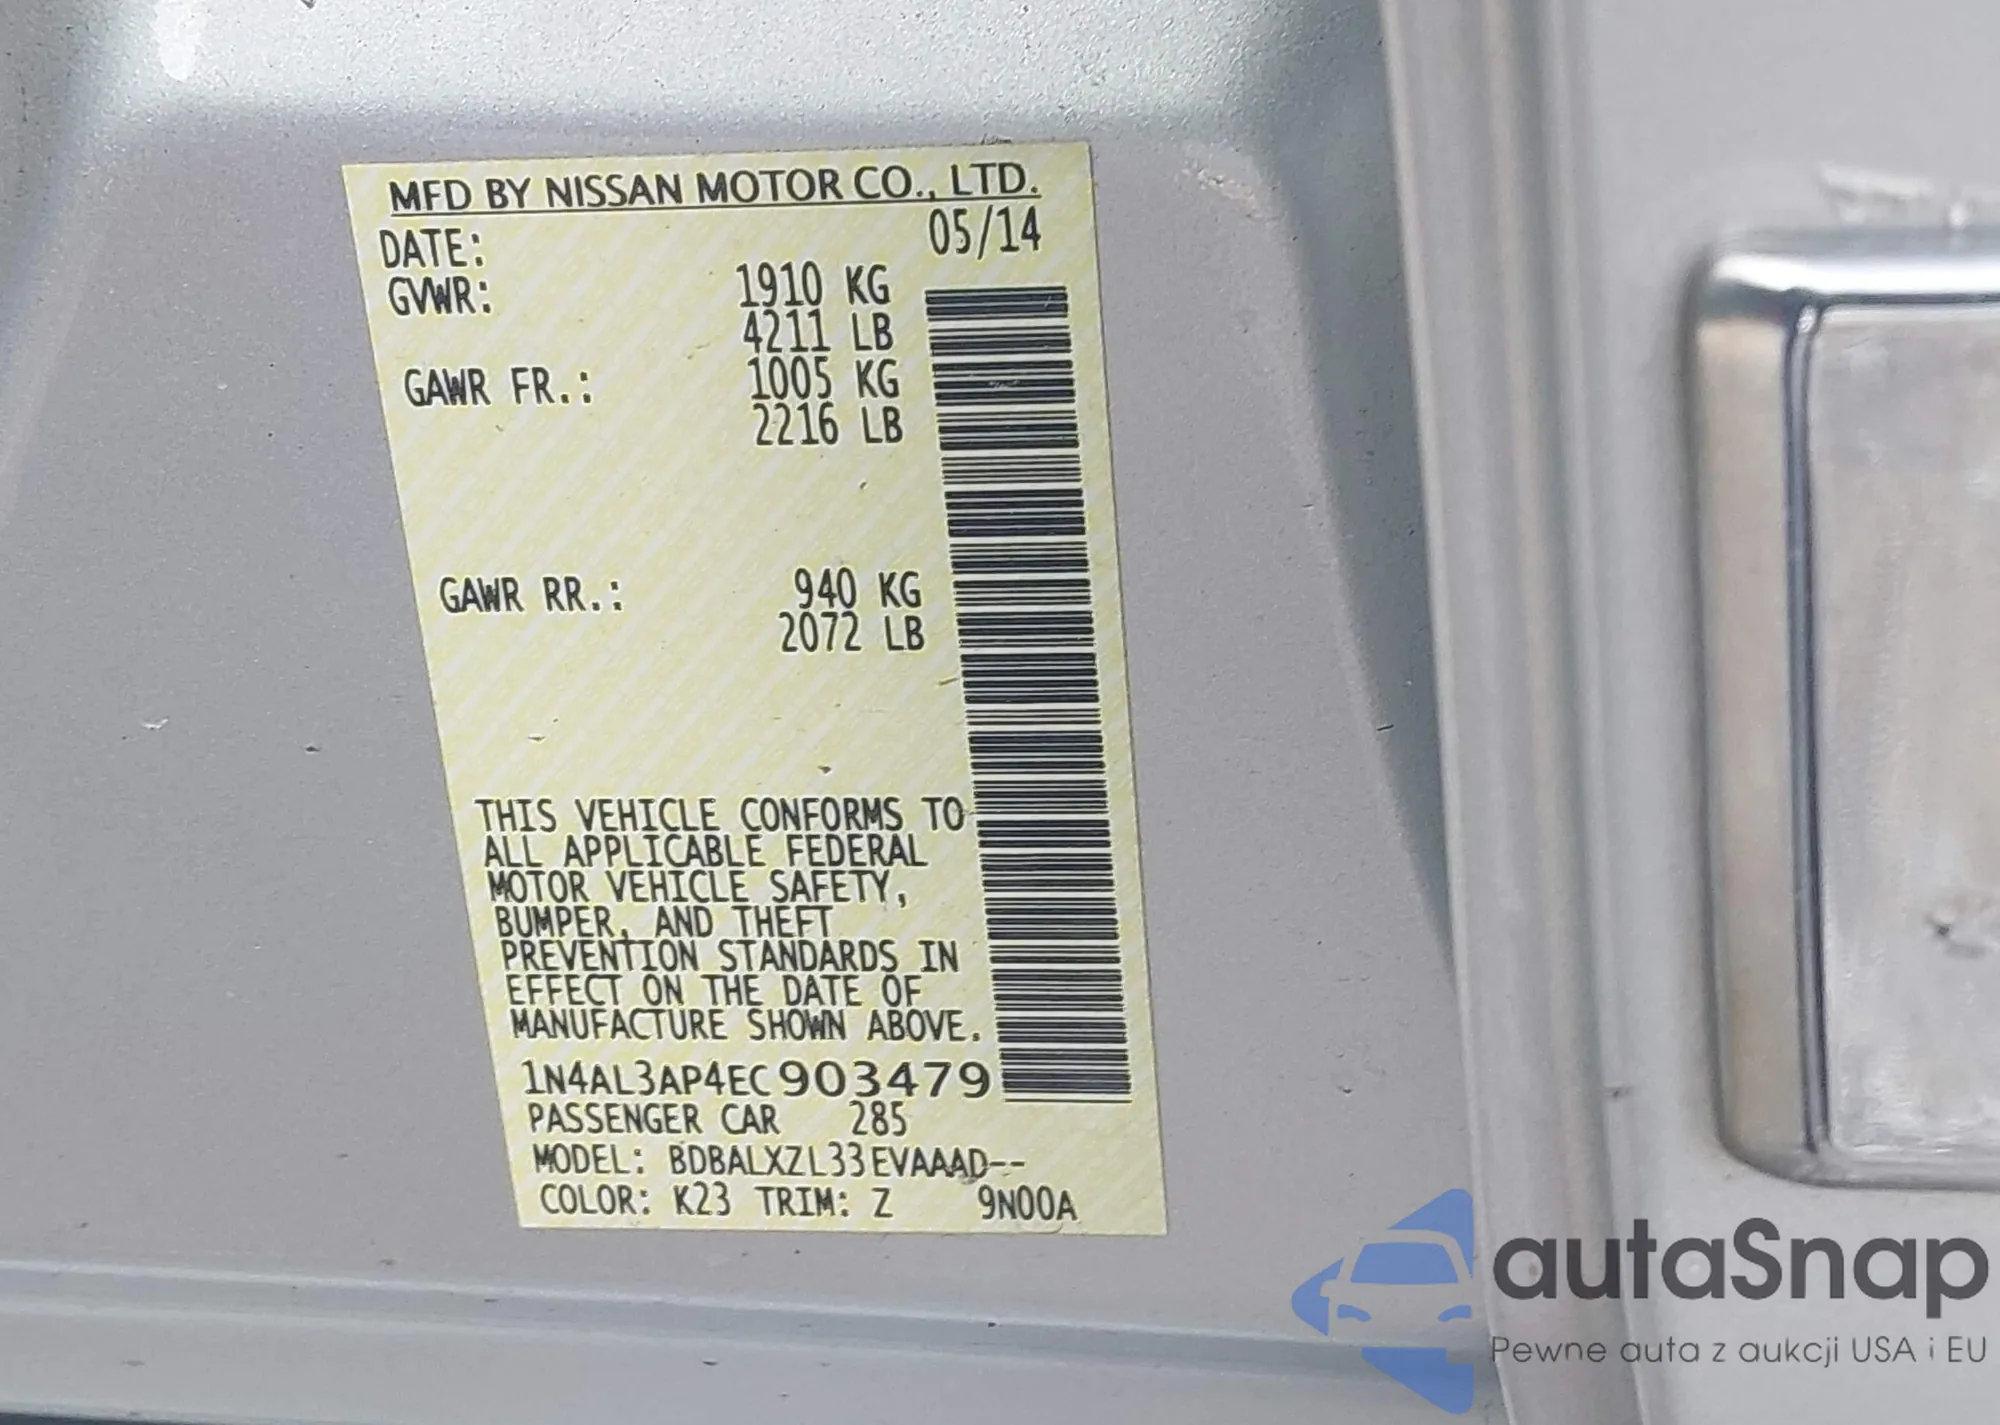 MFD BY NISSAN MOTOR CO., LTD.
DATE: 05/14
GVWR: 1910 KG
4211 LB
GAWR FR.: 1005 KG
2216 LB
GAWR RR.: 940 KG
2072 LB
THIS VEHICLE CONFORMS TO
ALL APPLICABLE FEDERAL
MOTOR VEHICLE SAFETY,
BUMPER, AND THEFT
PREVENTION STANDARDS IN
EFFECT ON THE DATE OF
MANUFACTURE SHOWN ABOVE.
1N4AL3AP4EC903479
PASSENGER CAR 285
MODEL: BDBALXZL33EVAAAD--
COLOR: K23 TRIM: Z 9N00A
autaSnap
Pewne auta z aukcji USA i EU